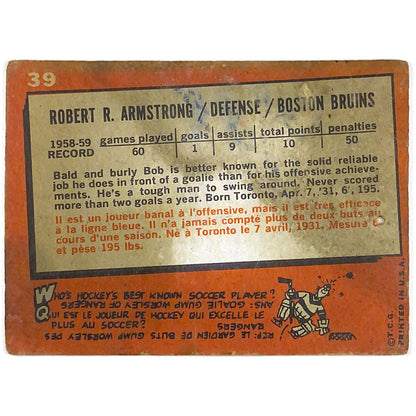 39
ROBERT R. ARMSTRONG / DEFENSE / BOSTON BRUINS
1958-59 games played goals assists total points penalties
RECORD 60 1 9 10 50
Bald and burly Bob is better known for the solid reliable
job he does in front of a goalie than for his offensive achieve-
ments. He's a tough man to swing around. Never scored
more than two goals a year. Born Toronto, Apr. 7, '31, 6', 195.
Il est un joueur banal à l'offensive, mais il est très efficace
à la ligne bleue. Il n'a jamais compté plus de deux buts au
cours d'une saison. Né à Toronto le 7 avril, 1931. Mesure 6'
et pèse 195 lbs.
WHO'S HOCKEY'S BEST KNOWN SOCCER PLAYER?
ANS: GOALIE GUMP WORSLEY OF RANGERS
QUI EST LE JOUEUR DE HOCKEY QUI EXCELLE LE
PLUS AU SOCCER?
REP: LE GARDIEN DE BUTS GUMP WORSLEY DES
RANGERS
© T.C.G. PRINTED IN U.S.A.